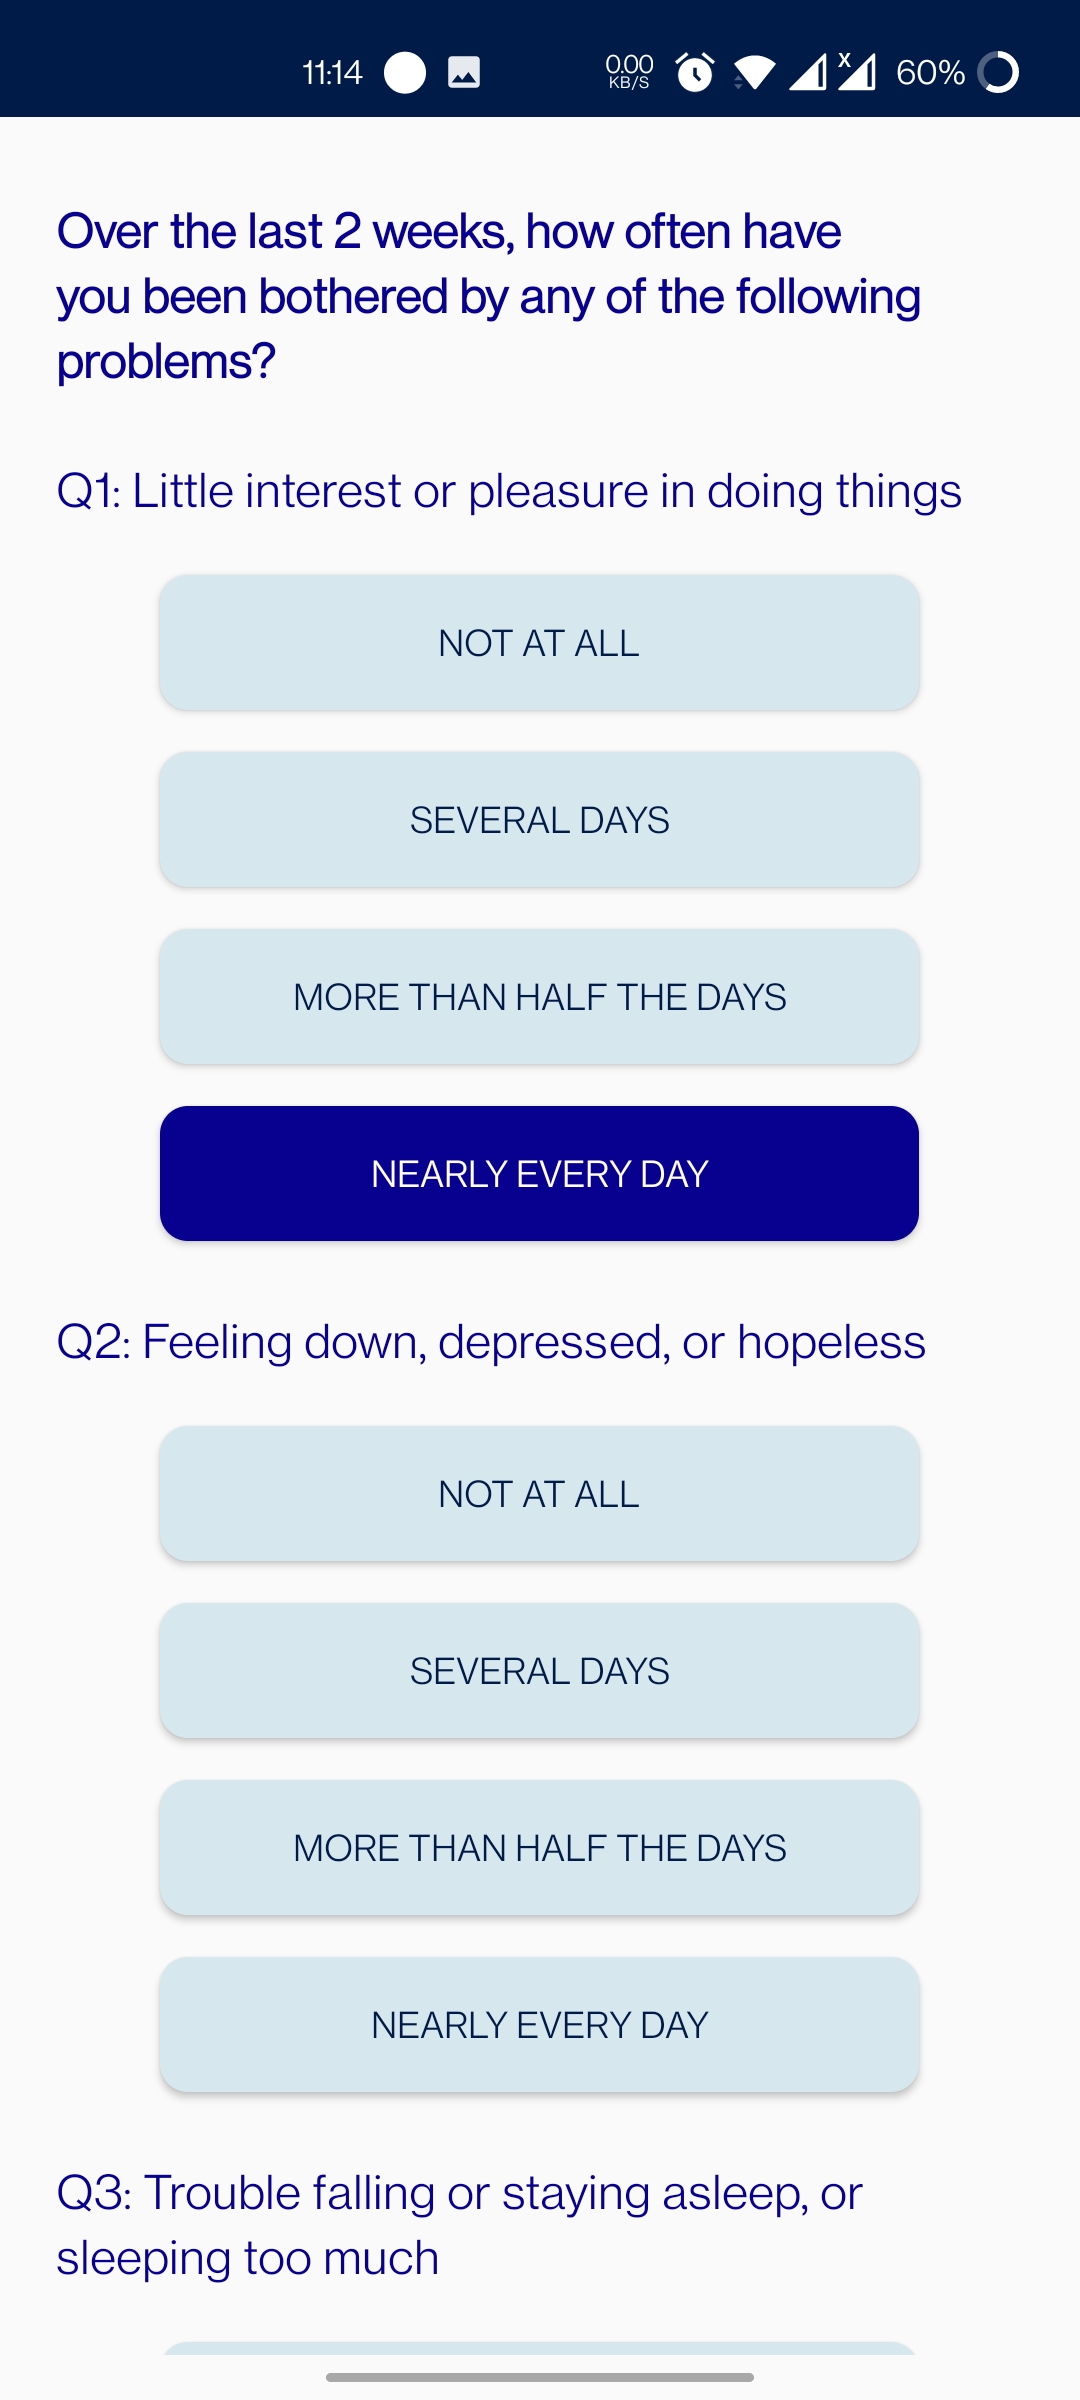 11:14
0.00
KB/S
X
60%
Over the last 2 weeks, how often have
you been bothered by any of the following
problems?
Q1: Little interest or pleasure in doing things
NOT AT ALL
SEVERAL DAYS
MORE THAN HALF THE DAYS
NEARLY EVERY DAY
Q2: Feeling down, depressed, or hopeless
NOT AT ALL
SEVERAL DAYS
MORE THAN HALF THE DAYS
NEARLY EVERY DAY
Q3: Trouble falling or staying asleep, or
sleeping too much